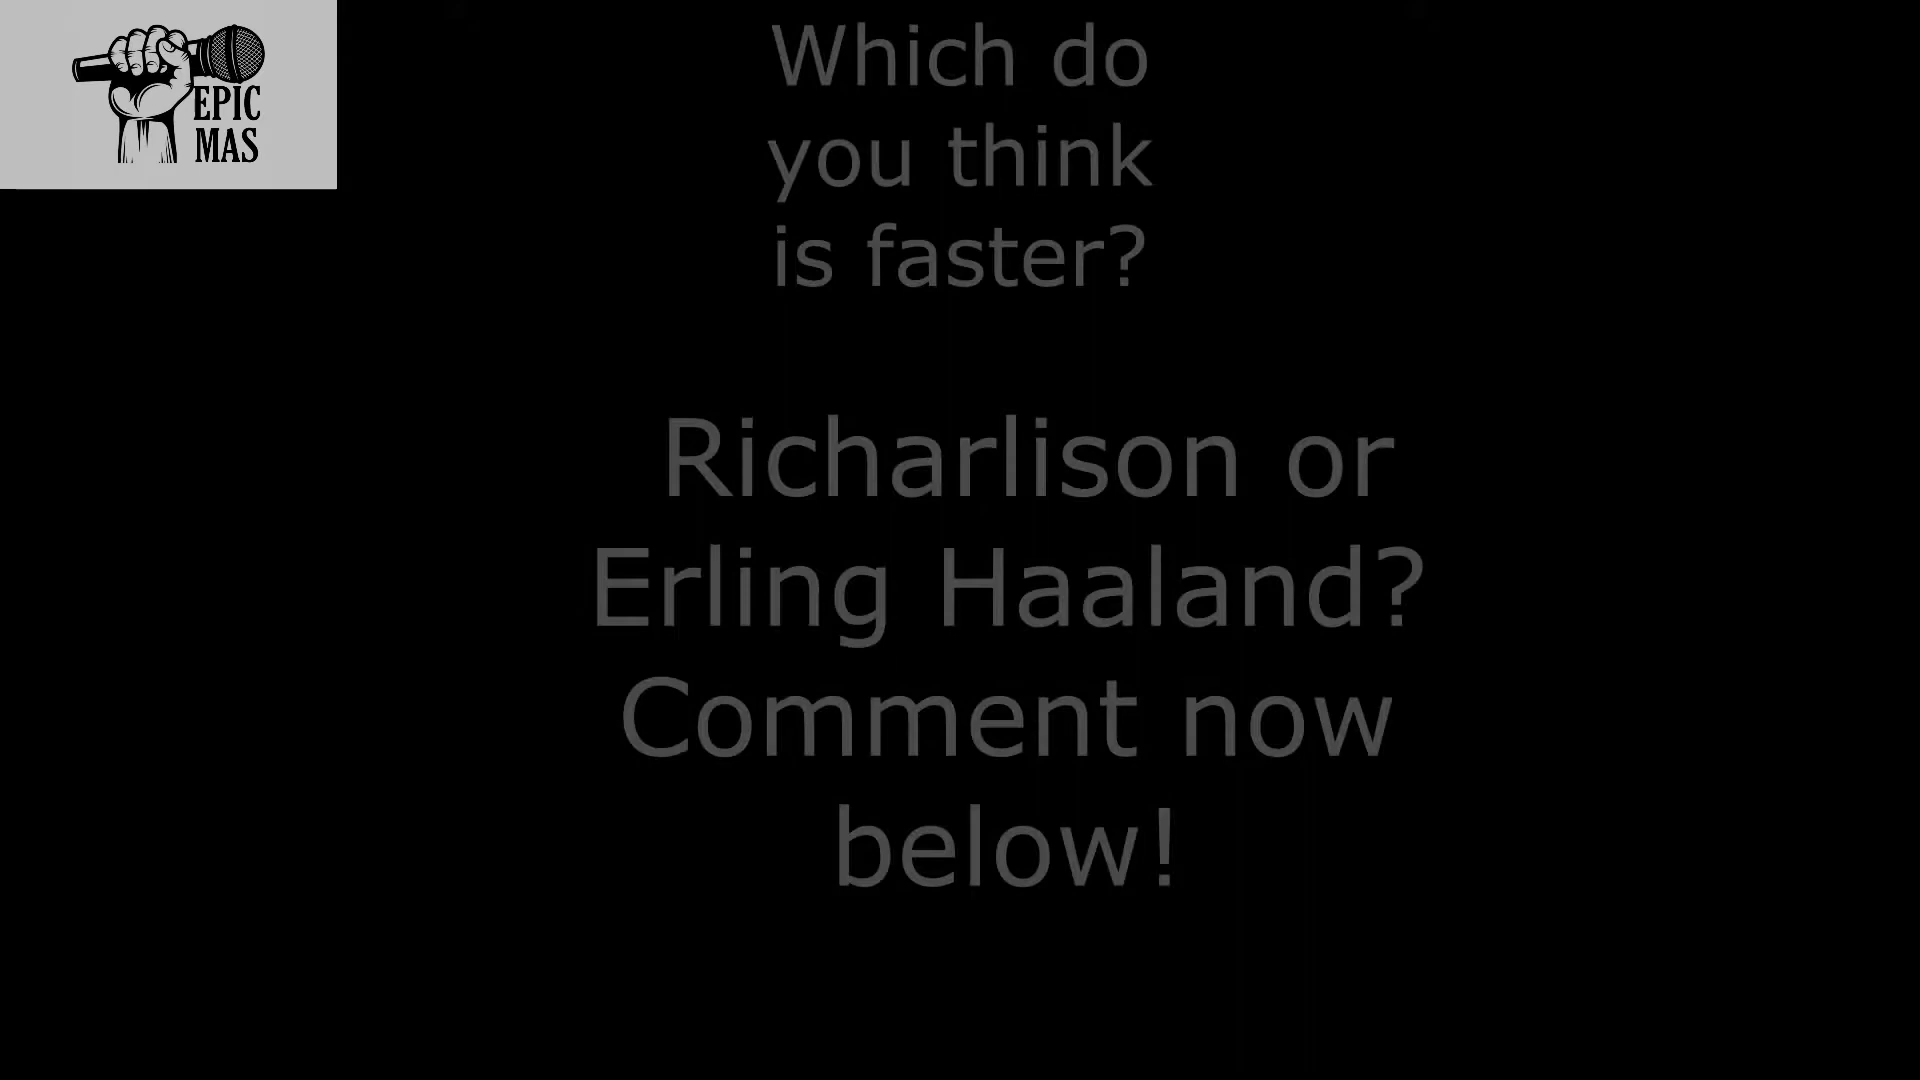 EPIC
MAS
Which do
you think
is faster?
Richarlison or
Erling Haaland?
Comment now
below!